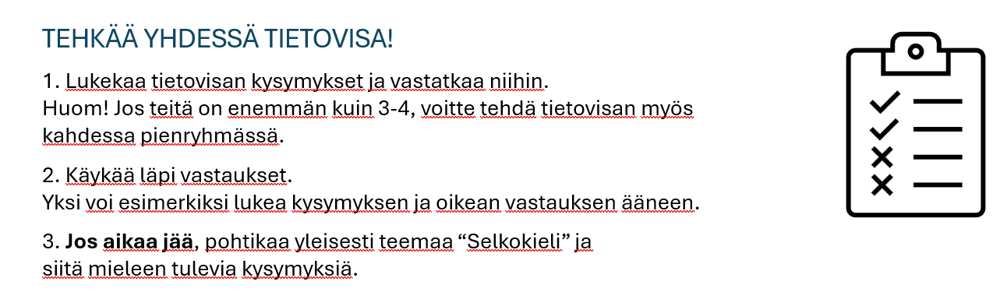 TEHKÄÄ YHDESSÄ TIETOVISA!
1. Lukekaa tietovisan kysymykset ja vastatkaa niihin.
Huom! Jos teitä on enemmän kuin 3-4, voitte tehdä tietovisan myös
kahdessa pienryhmässä.
2. Käykää läpi vastaukset.
Yksi voi esimerkiksi lukea kysymyksen ja oikean vastauksen ääneen.
3. Jos aikaa jää, pohtikaa yleisesti teemaa “Selkokieli” ja
siitä mieleen tulevia kysymyksiä.